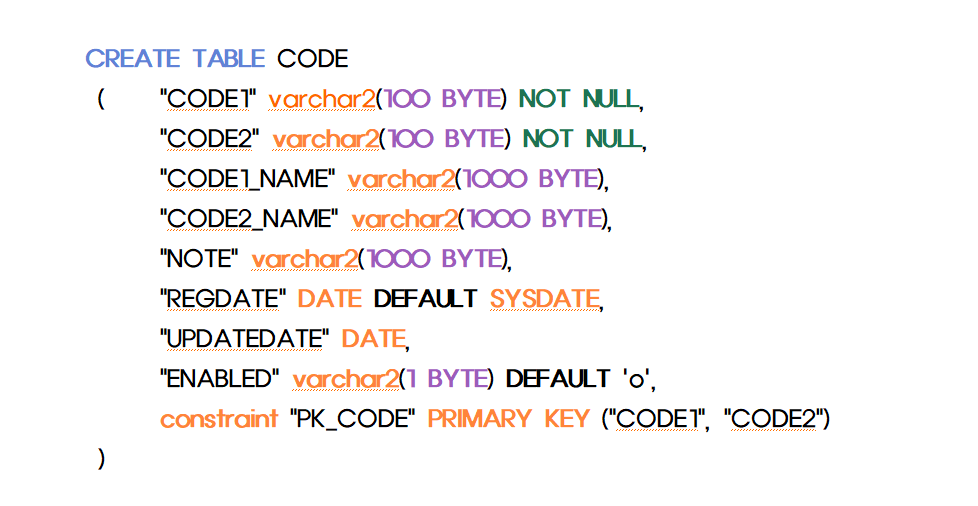 CREATE TABLE CODE
( "CODE1" varchar2(100 BYTE) NOT NULL,
"CODE2" varchar2(100 BYTE) NOT NULL,
"CODE1_NAME" varchar2(1000 BYTE),
"CODE2_NAME" varchar2(1000 BYTE),
"NOTE" varchar2(1000 BYTE),
"REGDATE" DATE DEFAULT SYSDATE,
"UPDATEDATE" DATE,
"ENABLED" varchar2(1 BYTE) DEFAULT 'o',
constraint "PK_CODE" PRIMARY KEY ("CODE1", "CODE2")
)